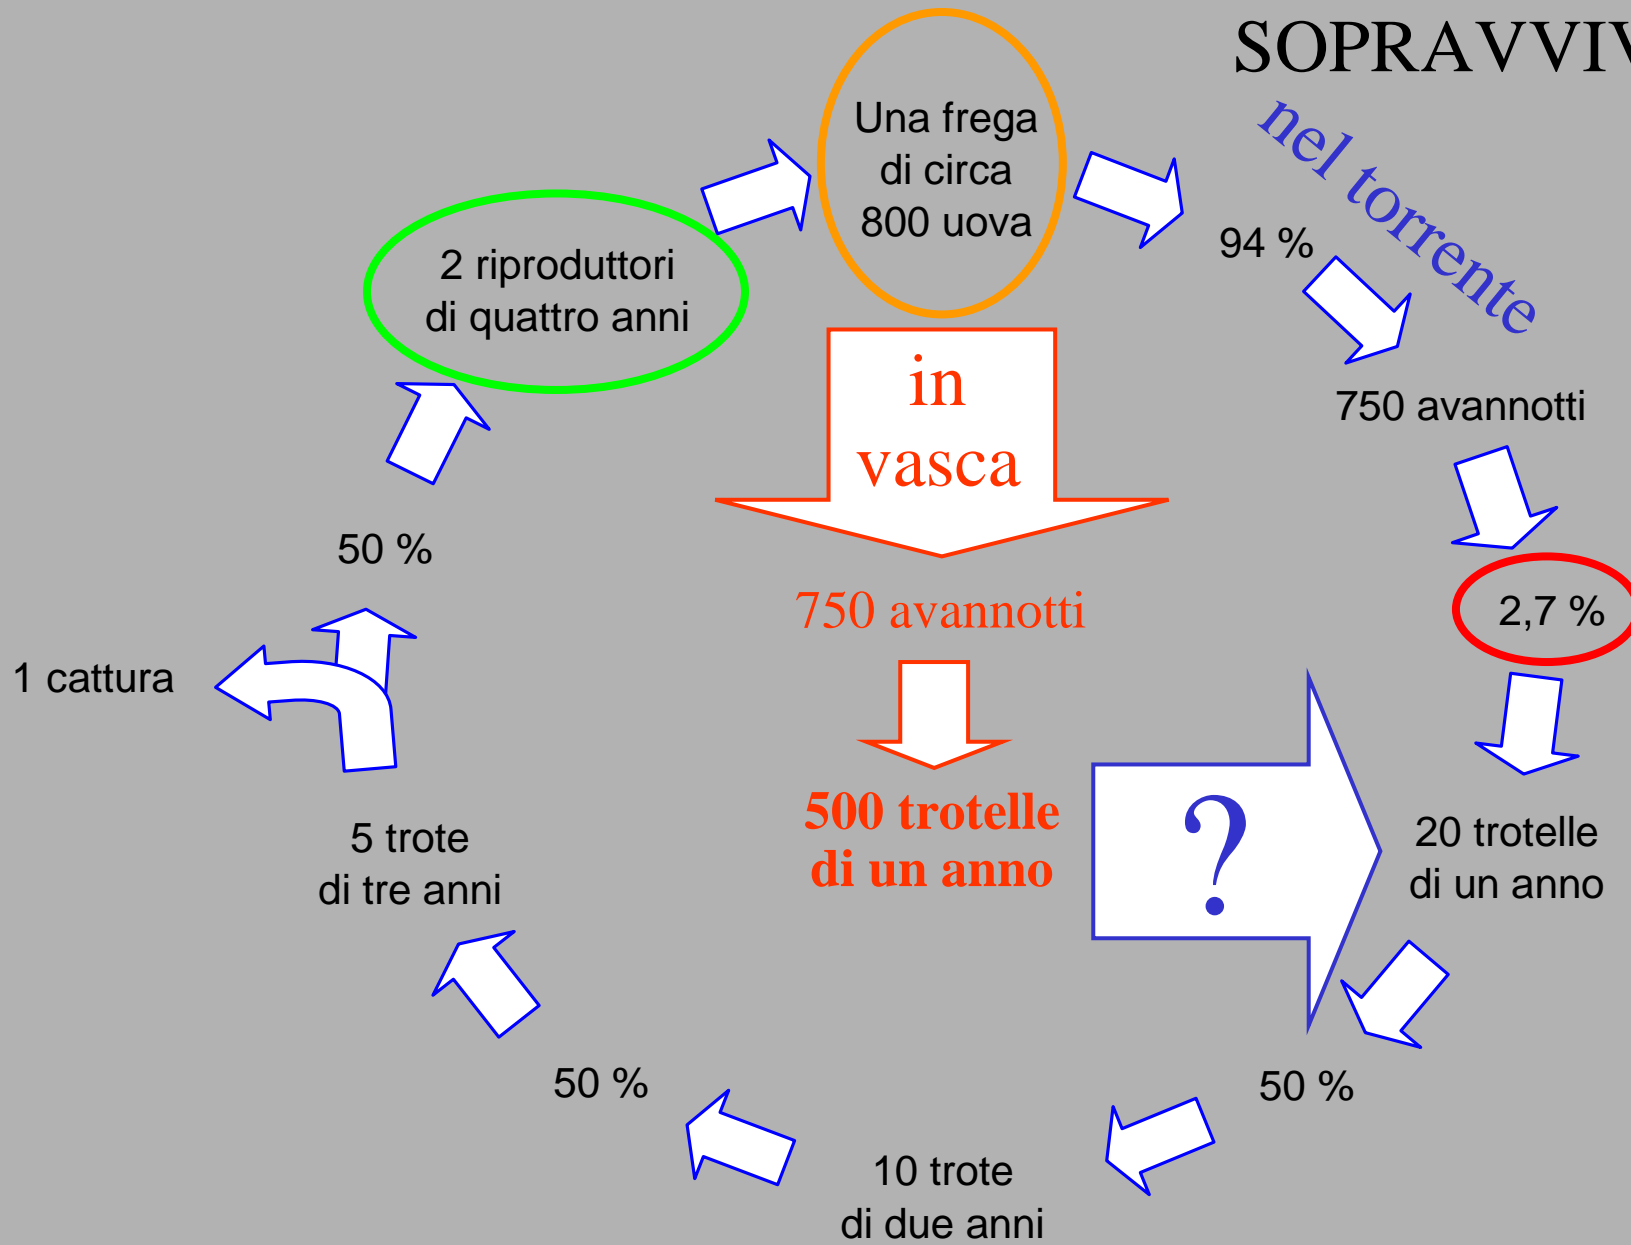 SOPRAVVIV
nel torrente
Una frega
di circa
800 uova
94 %
2 riproduttori
di quattro anni
in
vasca
750 avannotti
50 %
750 avannotti
2,7 %
1 cattura
500 trotelle
di un anno
?
20 trotelle
di un anno
5 trote
di tre anni
50 %
50 %
10 trote
di due anni